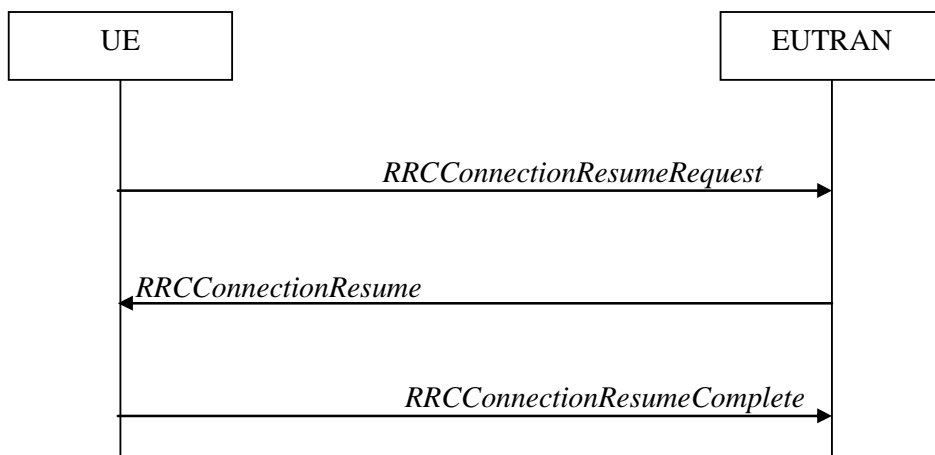 UE
EUTRAN
RRCConnectionResumeRequest
RRCConnectionResume
RRCConnectionResumeComplete